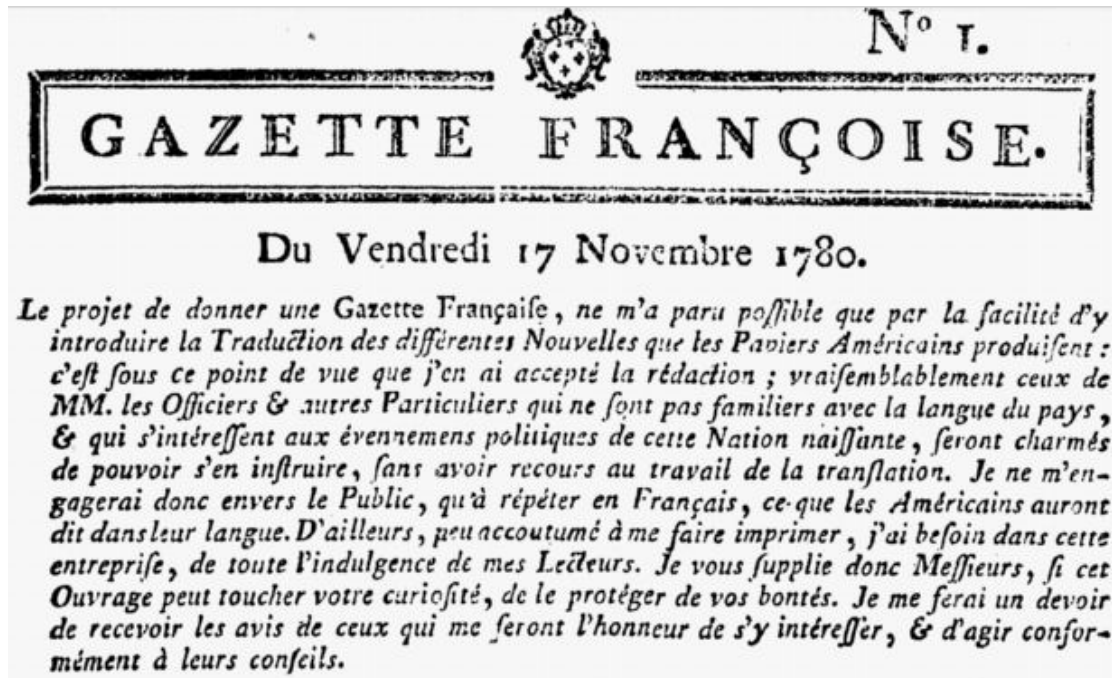 Nº 1.
GAZETTE FRANÇOISE.
Du Vendredi 17 Novembre 1780.
Le projet de donner une Gazette Françaiſe, ne m'a paru poſſible que par la facilité d'y
introduire la Traduction des différentes Nouvelles que les Papiers Américains produiſent :
c'eſt ſous ce point de vue que j'en ai accepté la rédaction ; vraiſemblablement ceux de
MM. les Officiers & autres Particuliers qui ne ſont pas familiers avec la langue du pays,
& qui s'intéreſſent aux évennemens politiques de cette Nation naiſſante, ſeront charmés
de pouvoir s'en inſtruire, ſans avoir recours au travail de la tranſlation. Je ne m'en-
gagerai donc envers le Public, qu'à répéter en Français, ce que les Américains auront
dit dans leur langue. D'ailleurs, peu accoutumé à me faire imprimer, j'ai beſoin dans cette
entrepriſe, de toute l'indulgence de mes Lecteurs. Je vous ſupplie donc Meſſieurs, ſi cet
Ouvrage peut toucher votre curioſité, de le protéger de vos bontés. Je me ferai un devoir
de recevoir les avis de ceux qui me feront l'honneur de s'y intéreſſer, & d'agir confor-
mément à leurs conſeils.